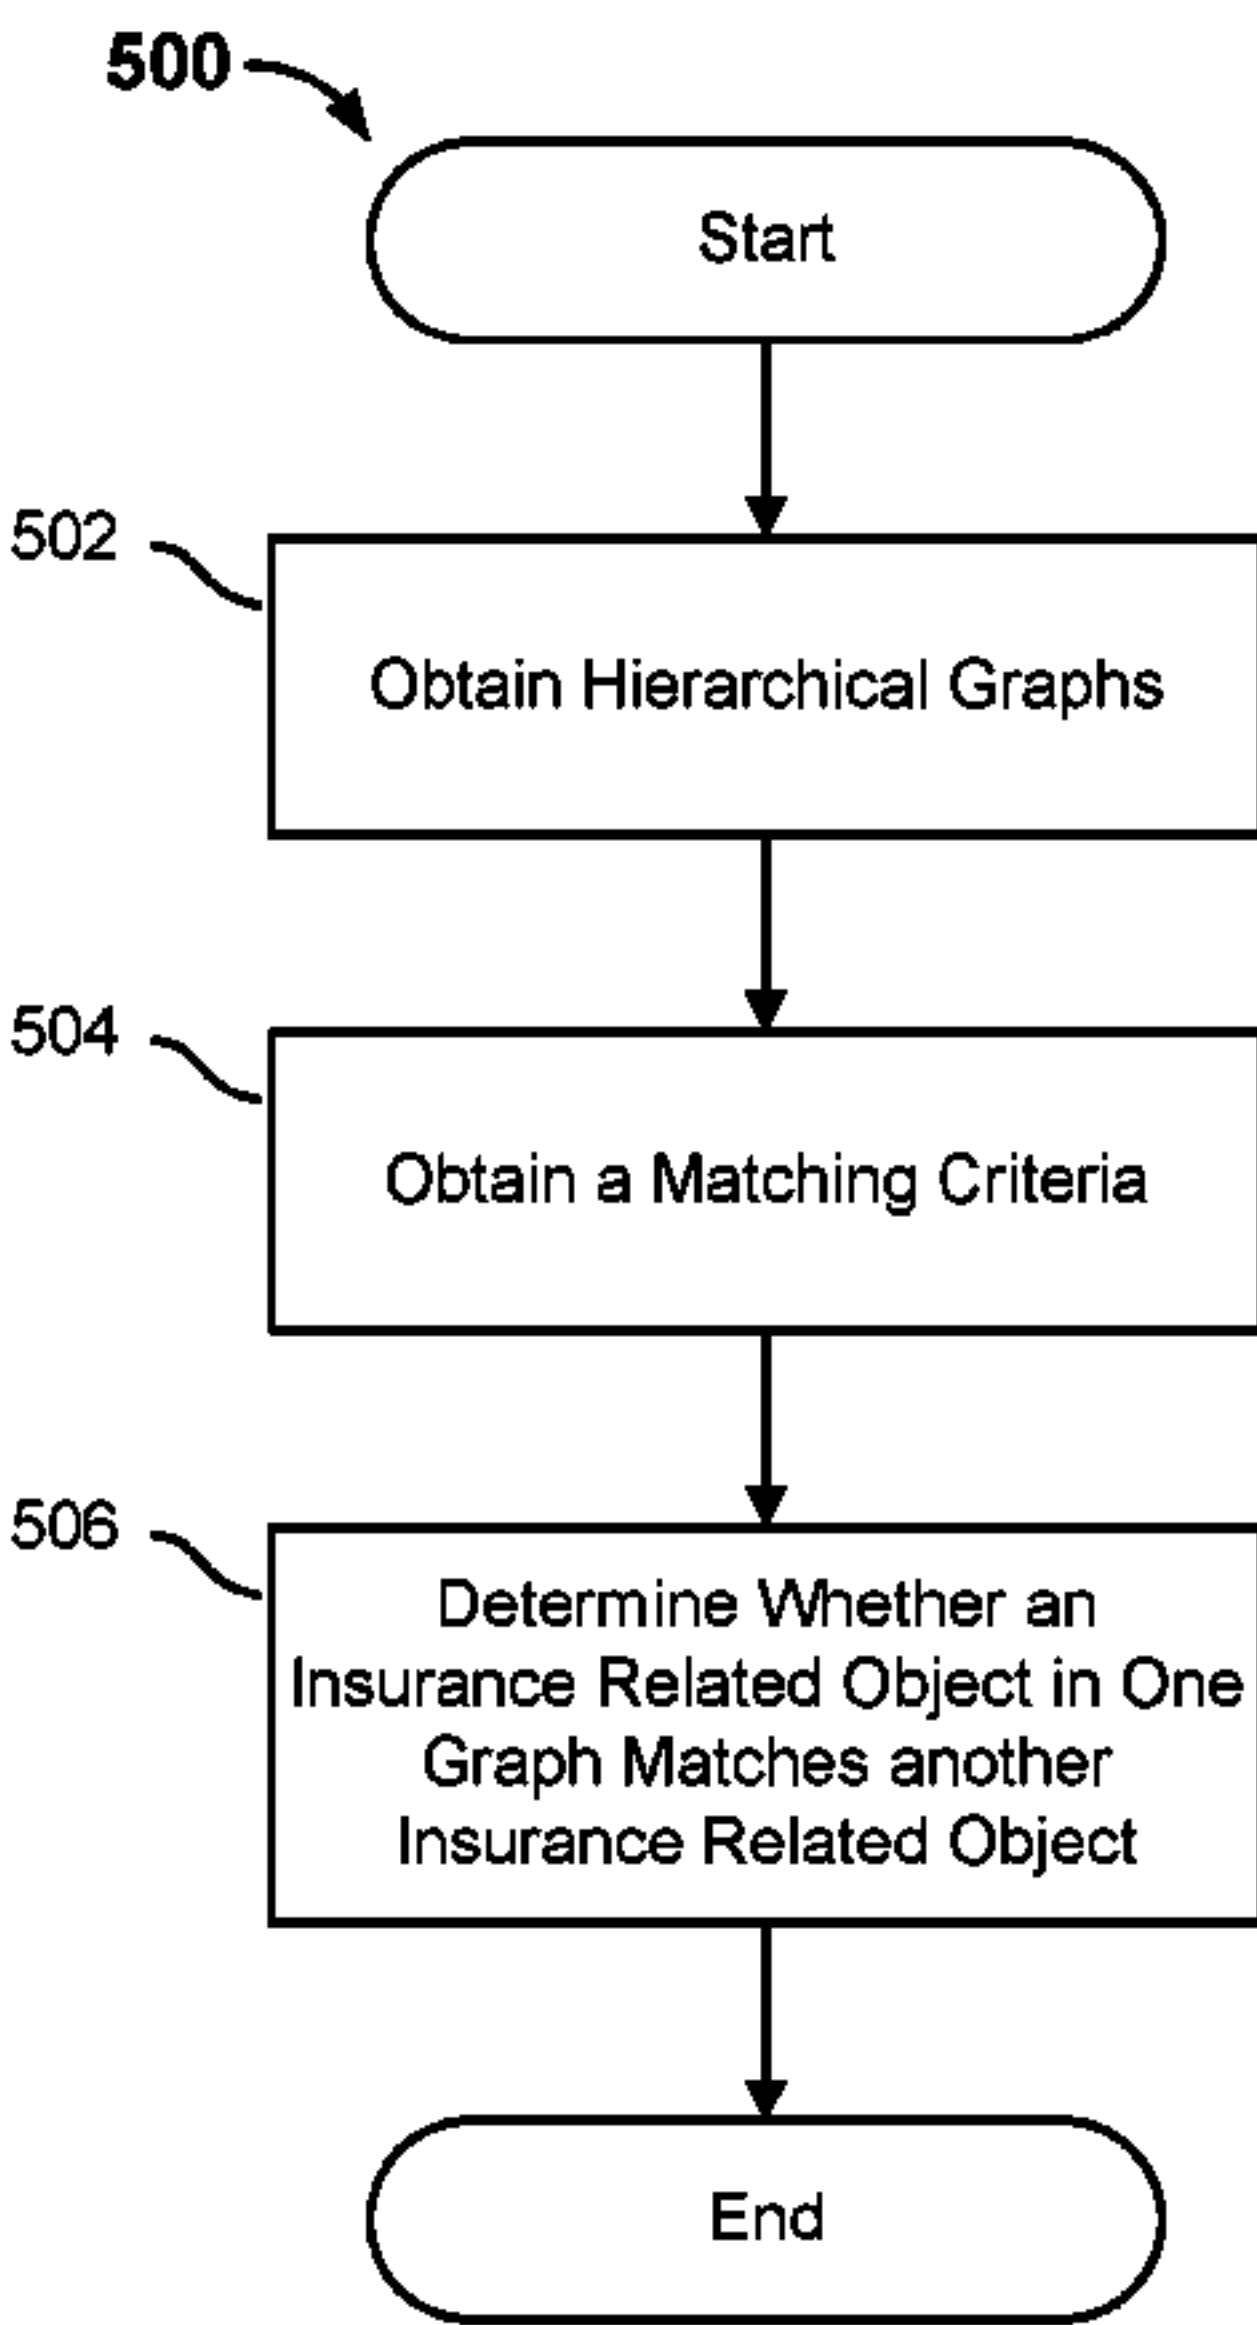 500
Start
502
Obtain Hierarchical Graphs
504
Obtain a Matching Criteria
506
Determine Whether an
Insurance Related Object in One
Graph Matches another
Insurance Related Object
End